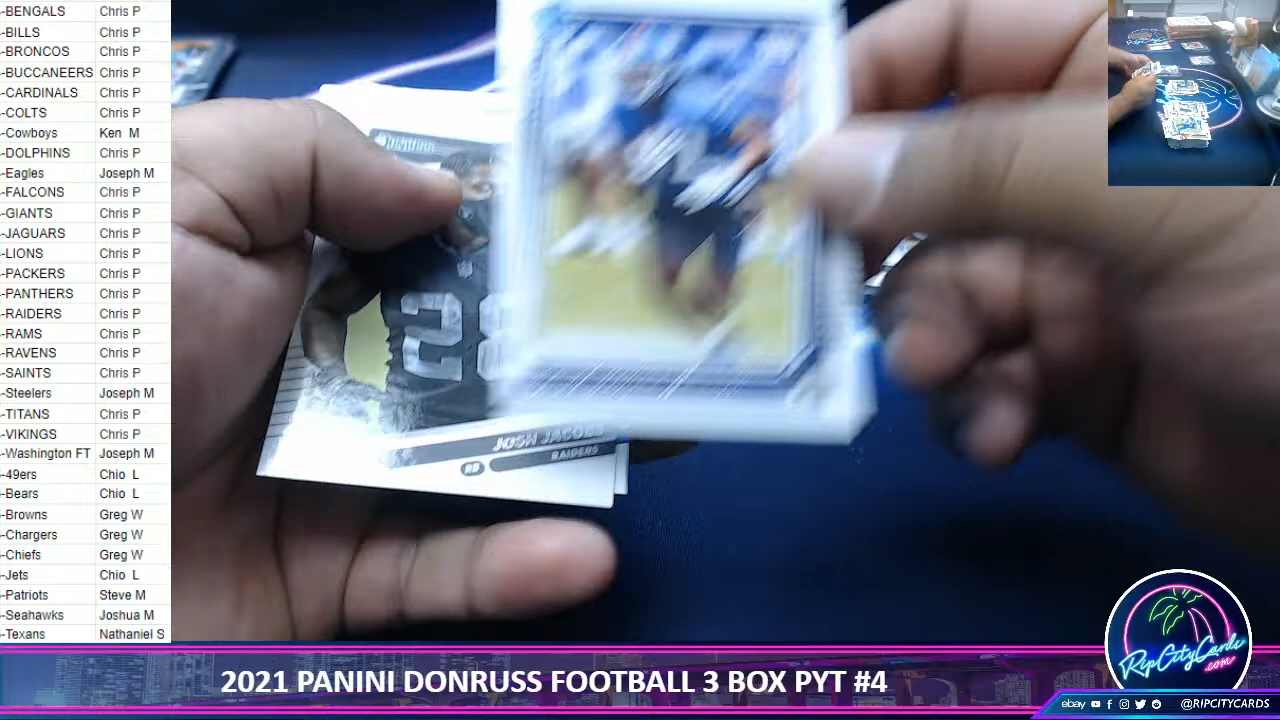 -BENGALS Chris P
-BILLS Chris P
-BRONCOS Chris P
-BUCCANEERS Chris P
-CARDINALS Chris P
-COLTS Chris P
-Cowboys Ken M
-DOLPHINS Chris P
-Eagles Joseph M
-FALCONS Chris P
-GIANTS Chris P
-JAGUARS Chris P
-LIONS Chris P
-PACKERS Chris P
-PANTHERS Chris P
-RAIDERS Chris P
-RAMS Chris P
-RAVENS Chris P
-SAINTS Chris P
-Steelers Joseph M
-TITANS Chris P
-VIKINGS Chris P
-Washington FT Joseph M
-49ers Chio L
-Bears Chio L
-Browns Greg W
-Chargers Greg W
-Chiefs Greg W
-Jets Chio L
-Patriots Steve M
-Seahawks Joshua M
-Texans Nathaniel S
DONRUSS
28
JOSH JACOBS
RB RAIDERS
2021 PANINI DONRUSS FOOTBALL 3 BOX PYT #4
RipCityCards
.com
ebay @RIPCITYCARDS